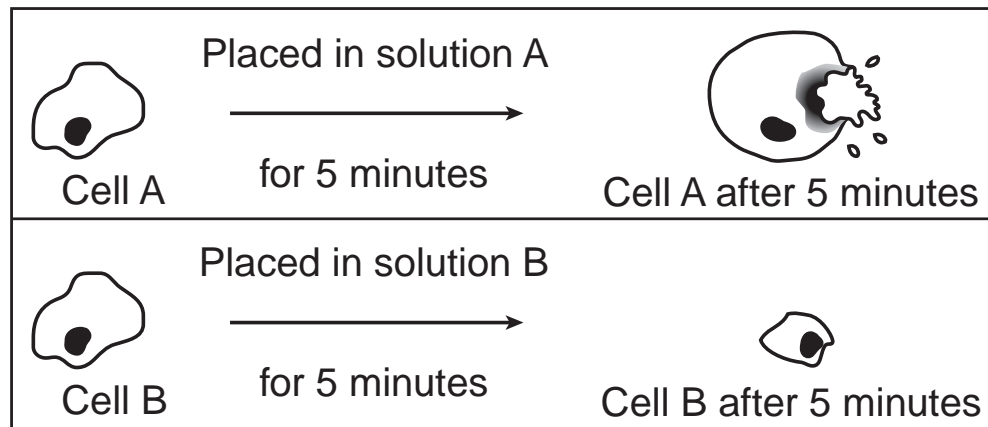 Placed in solution A
for 5 minutes
Cell A
Cell A after 5 minutes
Placed in solution B
for 5 minutes
Cell B
Cell B after 5 minutes